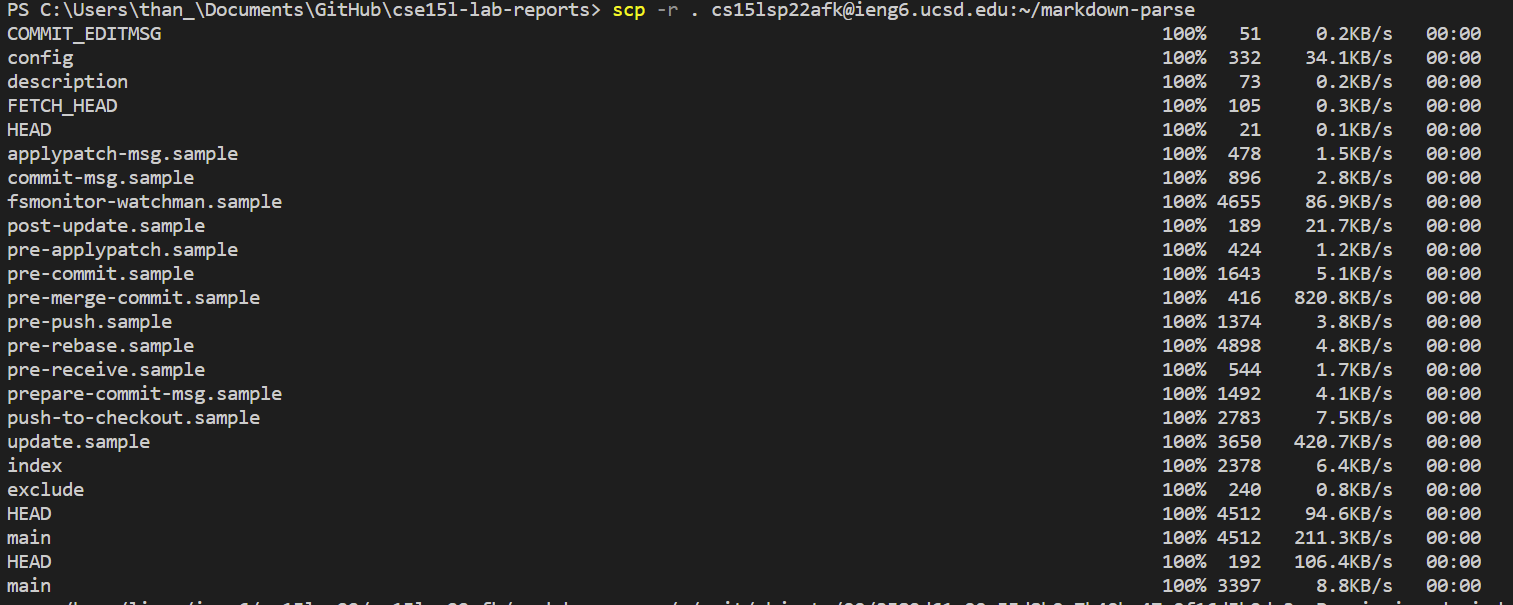 PS C:\Users\than_\Documents\GitHub\cse15l-lab-reports> scp -r . cs15lsp22afk@ieng6.ucsd.edu:~/markdown-parse
COMMIT_EDITMSG 100% 51 0.2KB/s 00:00
config 100% 332 34.1KB/s 00:00
description 100% 73 0.2KB/s 00:00
FETCH_HEAD 100% 105 0.3KB/s 00:00
HEAD 100% 21 0.1KB/s 00:00
applypatch-msg.sample 100% 478 1.5KB/s 00:00
commit-msg.sample 100% 896 2.8KB/s 00:00
fsmonitor-watchman.sample 100% 4655 86.9KB/s 00:00
post-update.sample 100% 189 21.7KB/s 00:00
pre-applypatch.sample 100% 424 1.2KB/s 00:00
pre-commit.sample 100% 1643 5.1KB/s 00:00
pre-merge-commit.sample 100% 416 820.8KB/s 00:00
pre-push.sample 100% 1374 3.8KB/s 00:00
pre-rebase.sample 100% 4898 4.8KB/s 00:00
pre-receive.sample 100% 544 1.7KB/s 00:00
prepare-commit-msg.sample 100% 1492 4.1KB/s 00:00
push-to-checkout.sample 100% 2783 7.5KB/s 00:00
update.sample 100% 3650 420.7KB/s 00:00
index 100% 2378 6.4KB/s 00:00
exclude 100% 240 0.8KB/s 00:00
HEAD 100% 4512 94.6KB/s 00:00
main 100% 4512 211.3KB/s 00:00
HEAD 100% 192 106.4KB/s 00:00
main 100% 3397 8.8KB/s 00:00